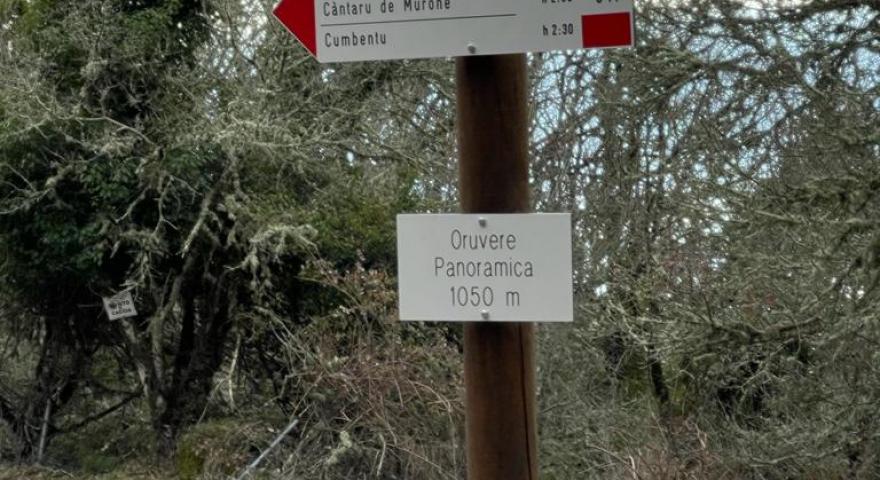 Càntaru de Murone
Cumbentu h 2:30
Oruvere
Panoramica
1050 m